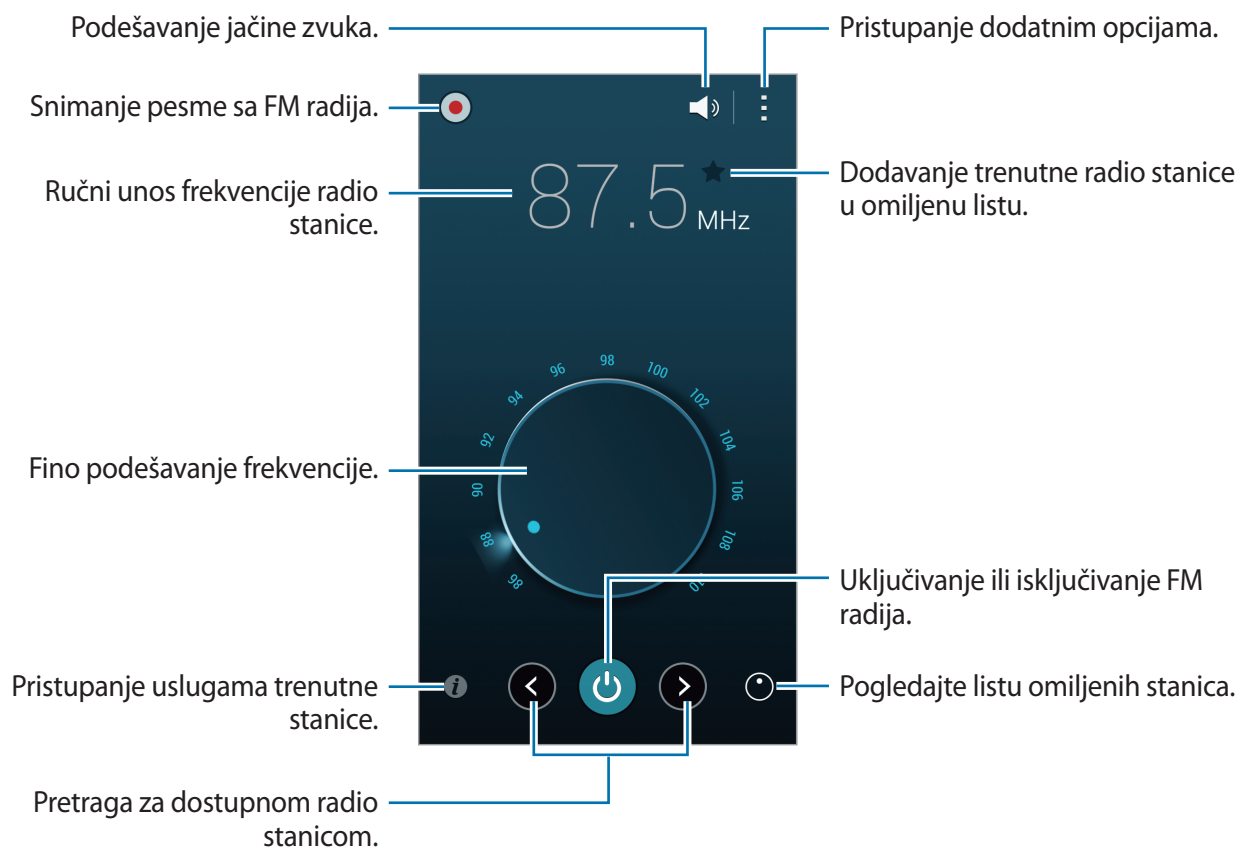 Podešavanje jačine zvuka.
Pristupanje dodatnim opcijama.
Snimanje pesme sa FM radija.
Ručni unos frekvencije radio
stanice.
87.5
MHz
Dodavanje trenutne radio stanice
u omiljenu listu.
86
88
90
92
94
96
98
100
102
104
106
108
110
Fino podešavanje frekvencije.
Uključivanje ili isključivanje FM
radija.
Pristupanje uslugama trenutne
stanice.
i
Pogledajte listu omiljenih stanica.
Pretraga za dostupnom radio
stanicom.